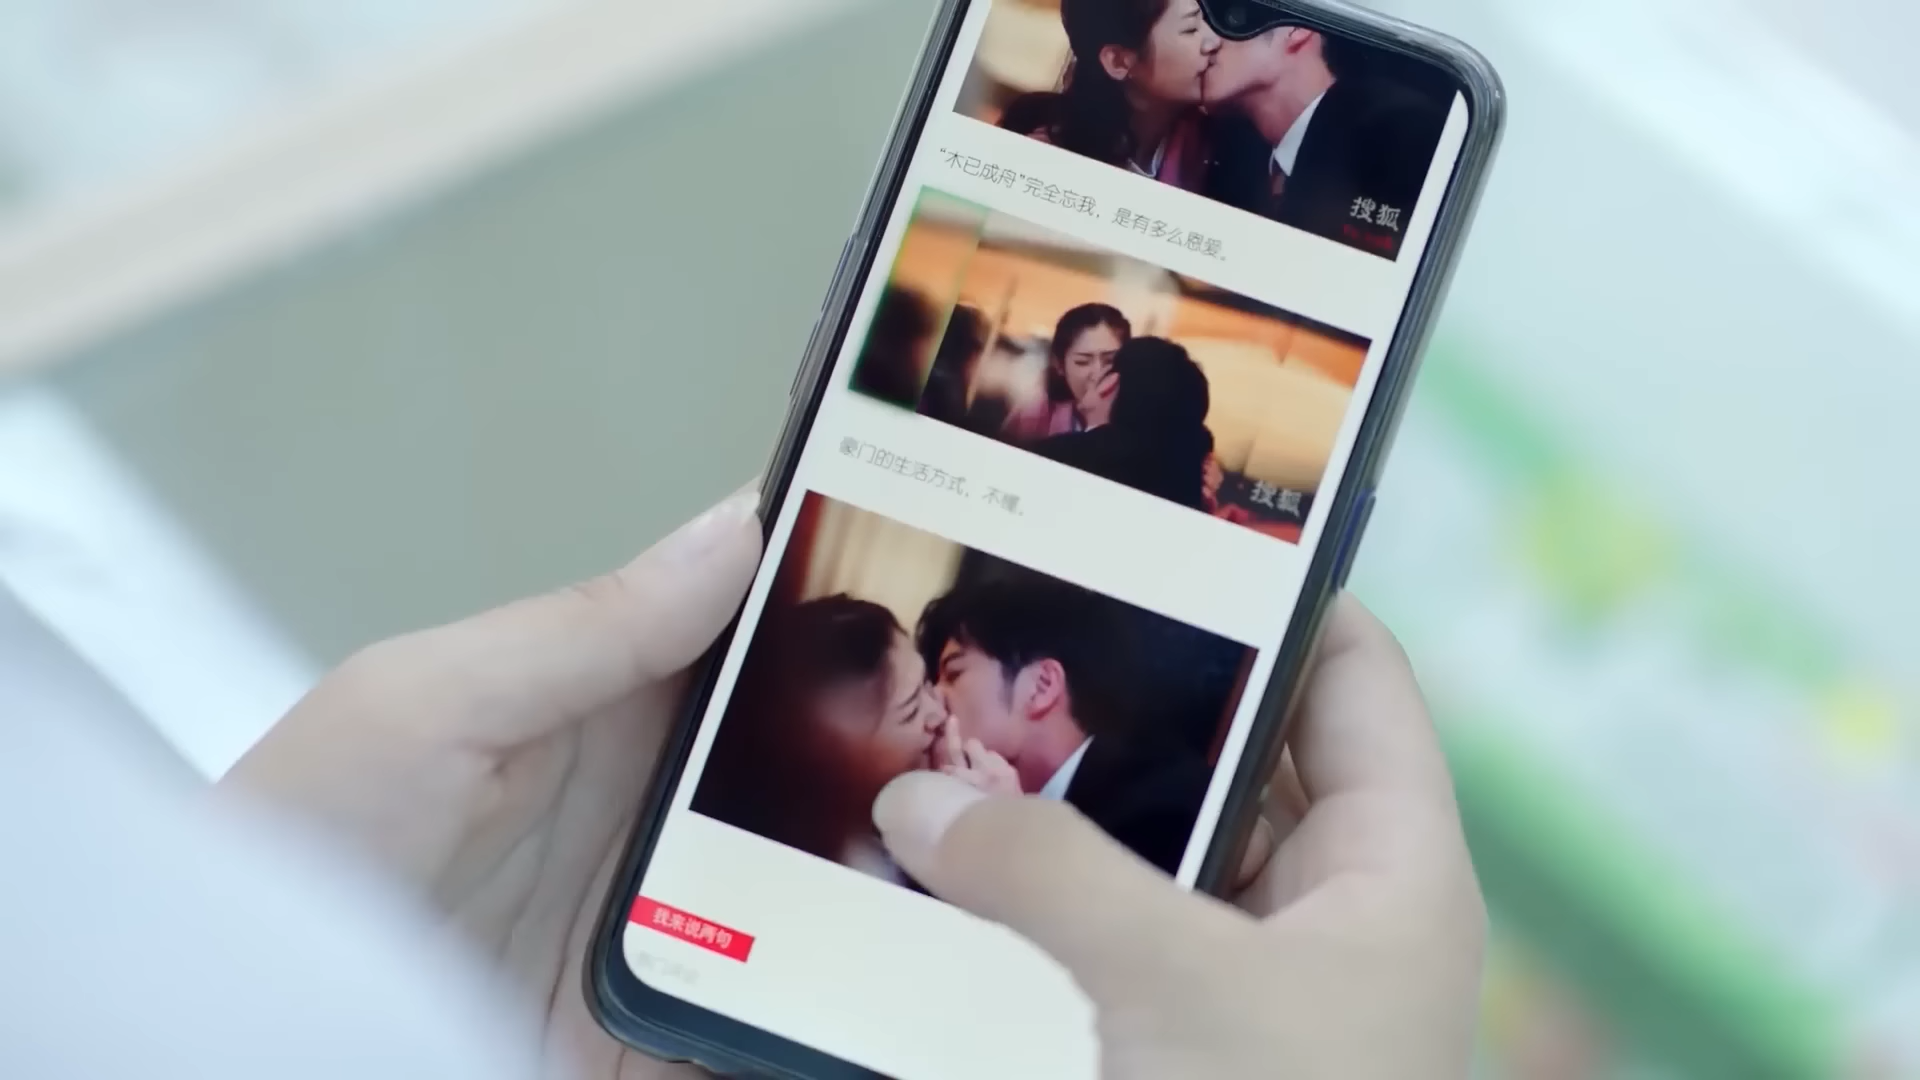 搜狐
“木已成舟”完全忘我，是有多么恩爱。
搜狐
豪门的生活方式，不懂。
我来说两句